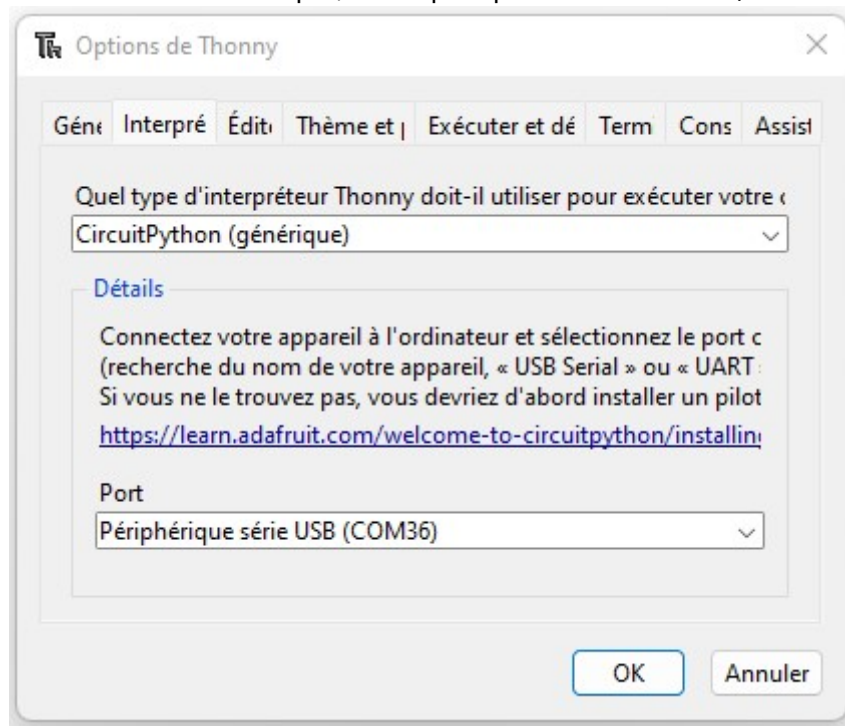 Options de Thonny
Géne Interpré Édite Thème et p Exécuter et dé Term Cons Assist
Quel type d'interpréteur Thonny doit-il utiliser pour exécuter votre c
CircuitPython (générique)
Détails
Connectez votre appareil à l'ordinateur et sélectionnez le port c
(recherche du nom de votre appareil, « USB Serial » ou « UART
Si vous ne le trouvez pas, vous devriez d'abord installer un pilot
https://learn.adafruit.com/welcome-to-circuitpython/installin
Port
Périphérique série USB (COM36)
OK Annuler